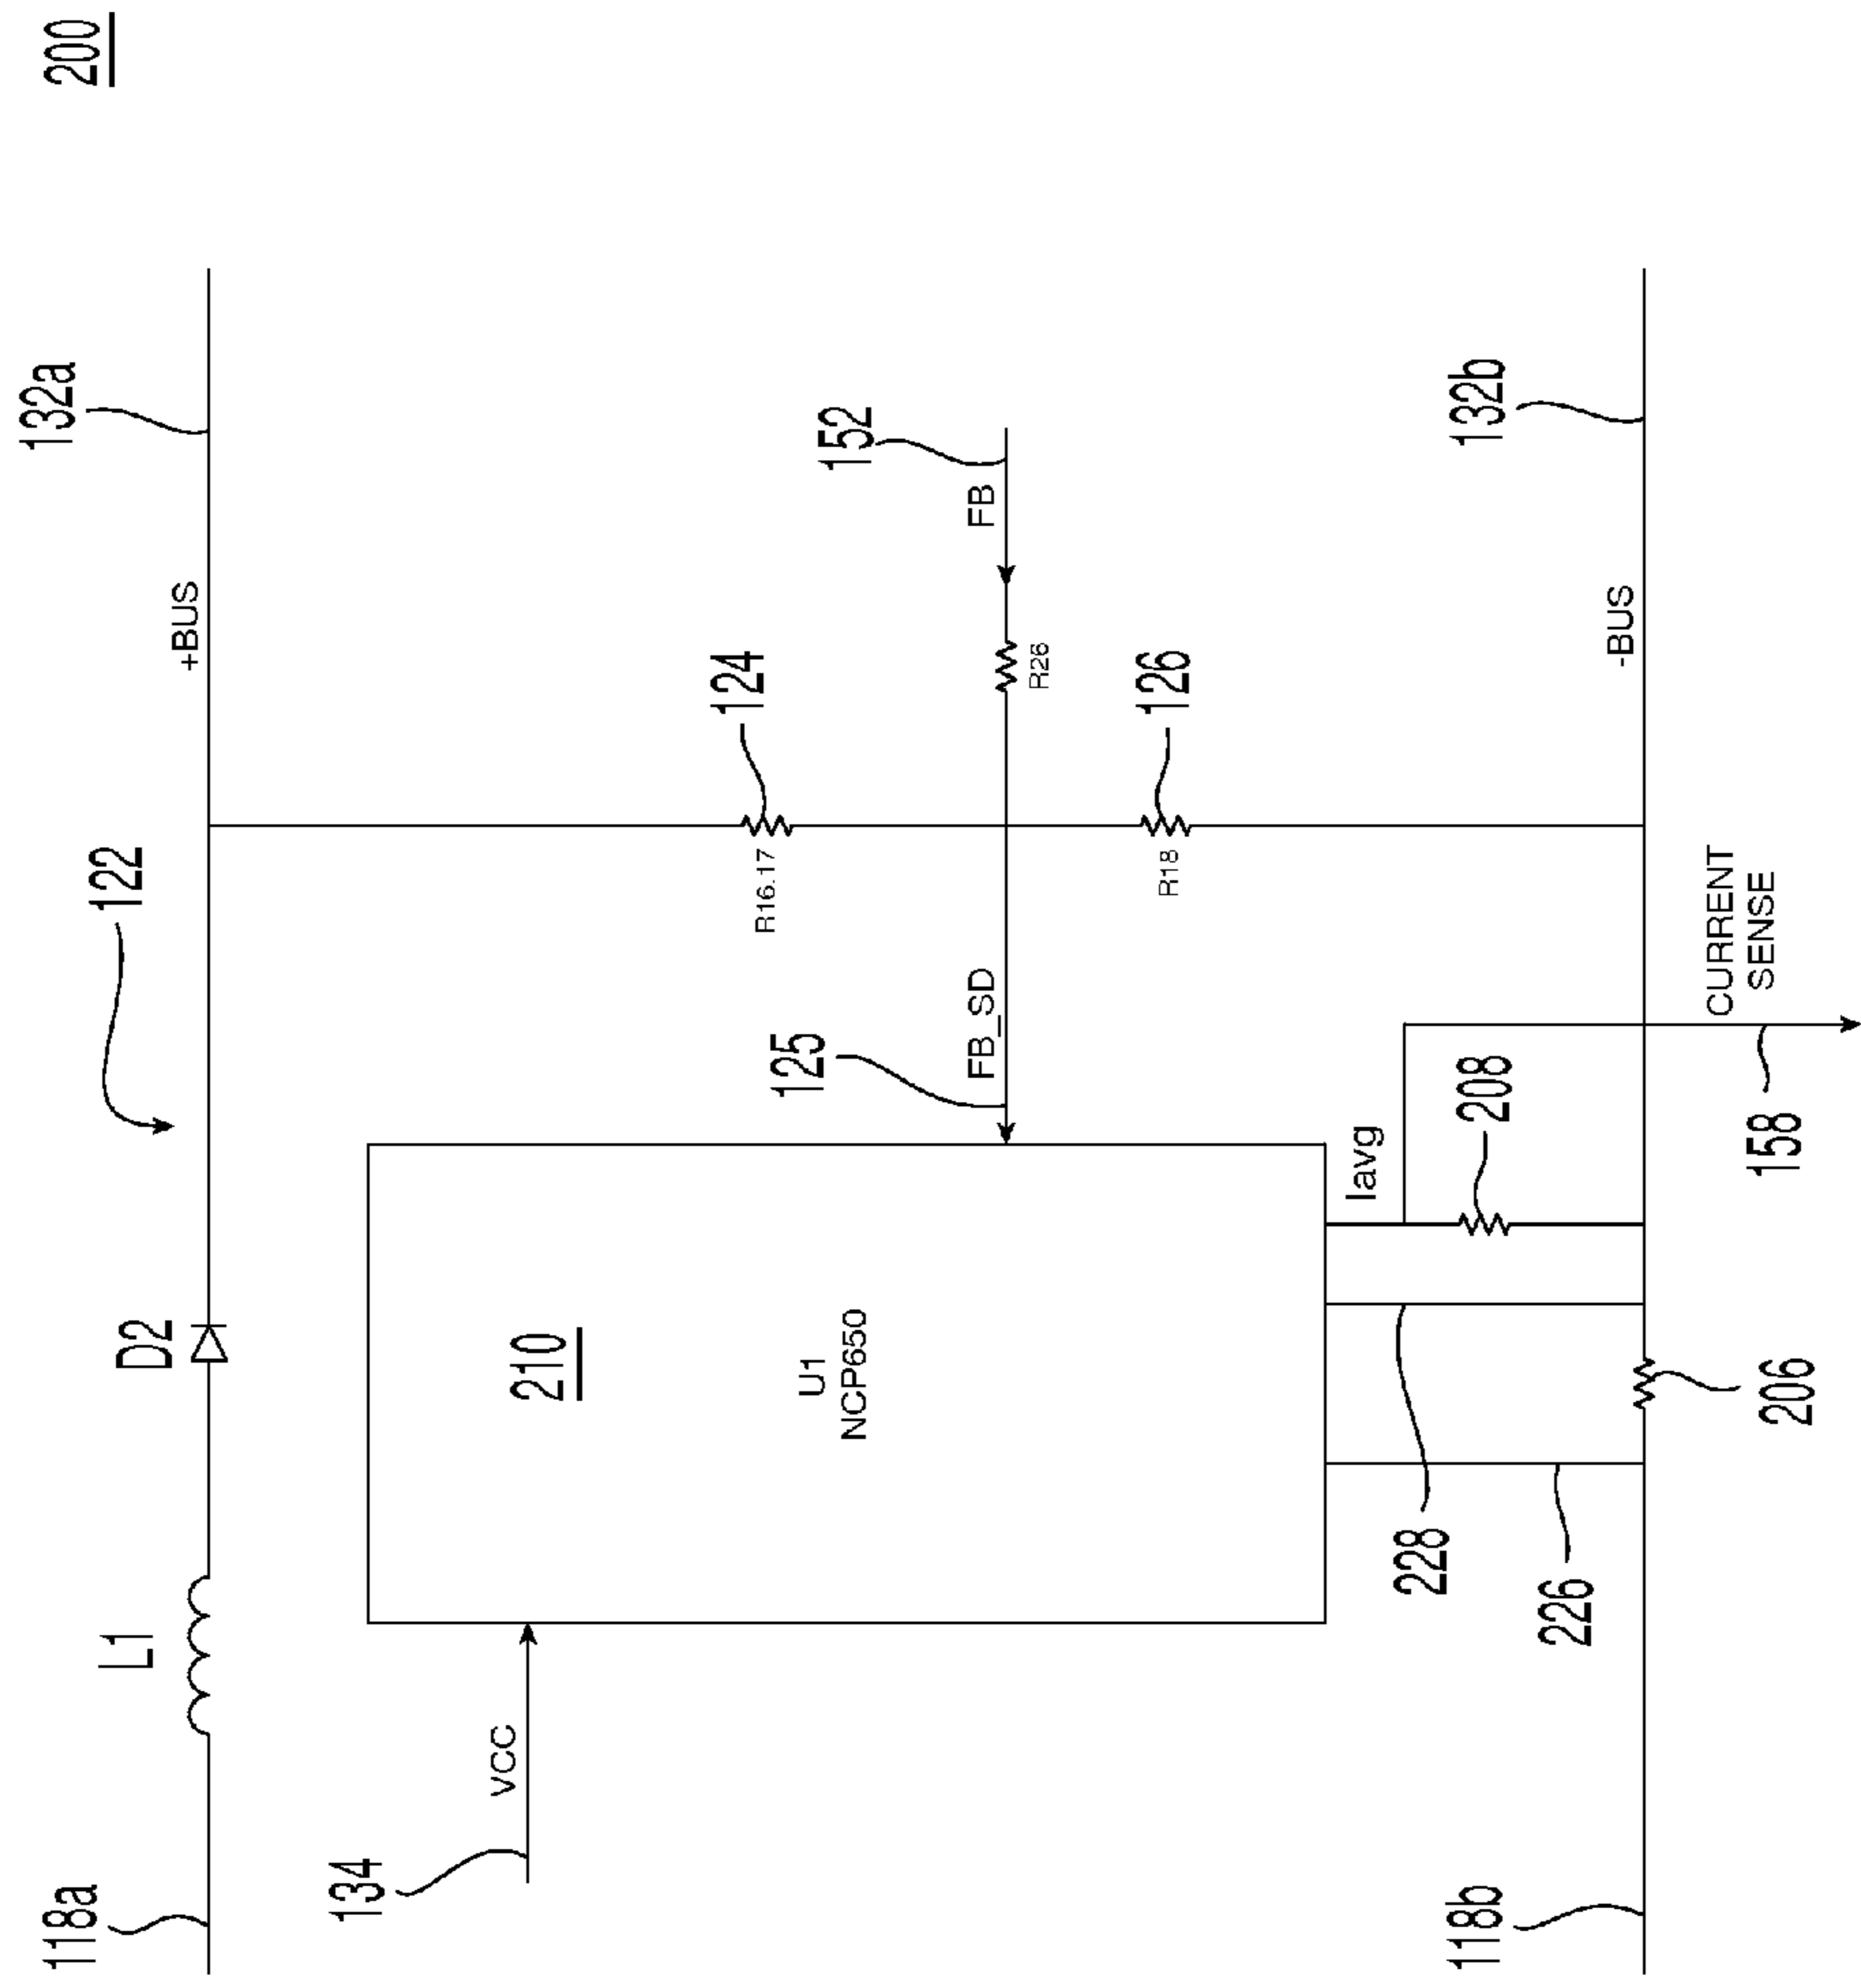 200
132a
+BUS
122
D2
L1
118a
152
FB
R26
124
R16.17
126
R18
FB_SD
125
210
U1
NCP650
VCC
134
132b
-BUS
CURRENT
SENSE
158
Iavg
208
206
228
226
118b